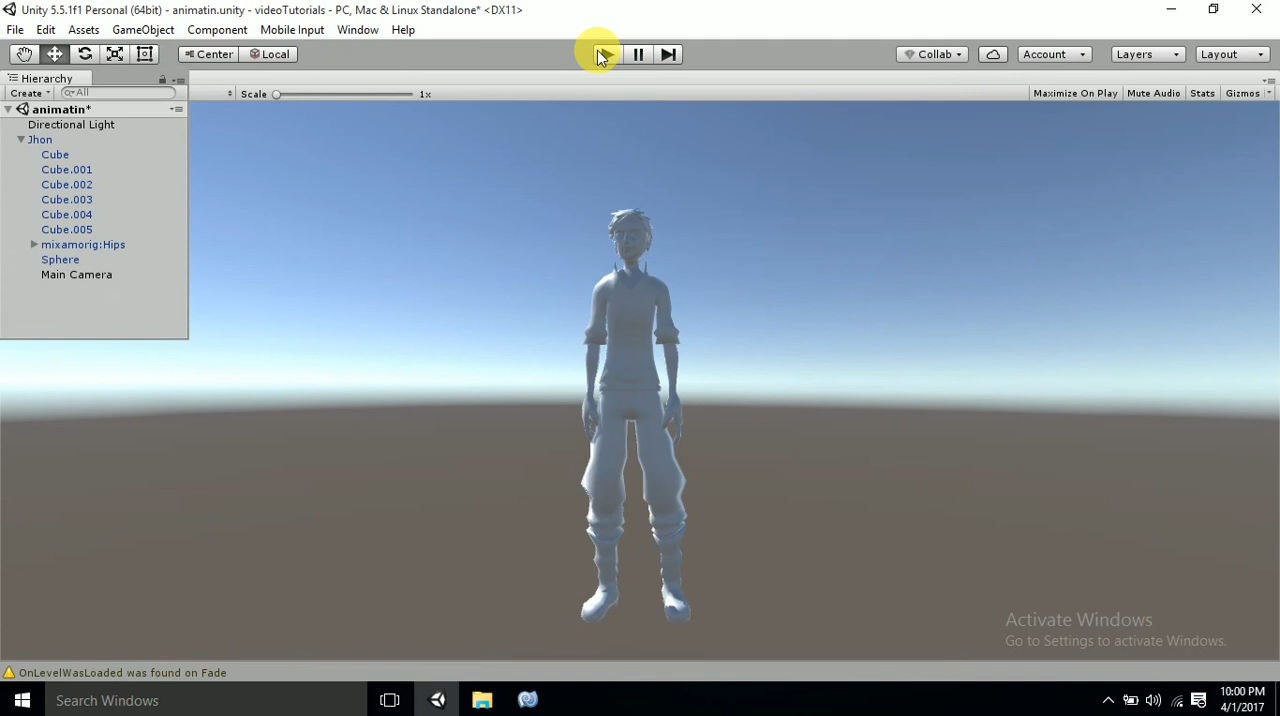 Unity 5.5.1f1 Personal (64bit) - animatin.unity - videoTutorials - PC, Mac & Linux Standalone* <DX11>
File Edit Assets GameObject Component Mobile Input Window Help
Center Local Collab Account Layers Layout
Hierarchy
Create All Scale 1x Maximize On Play Mute Audio Stats Gizmos
animatin*
Directional Light
Jhon
Cube
Cube.001
Cube.002
Cube.003
Cube.004
Cube.005
mixamorig:Hips
Sphere
Main Camera
Activate Windows
Go to Settings to activate Windows.
OnLevelWasLoaded was found on Fade
Search Windows
10:00 PM
4/1/2017